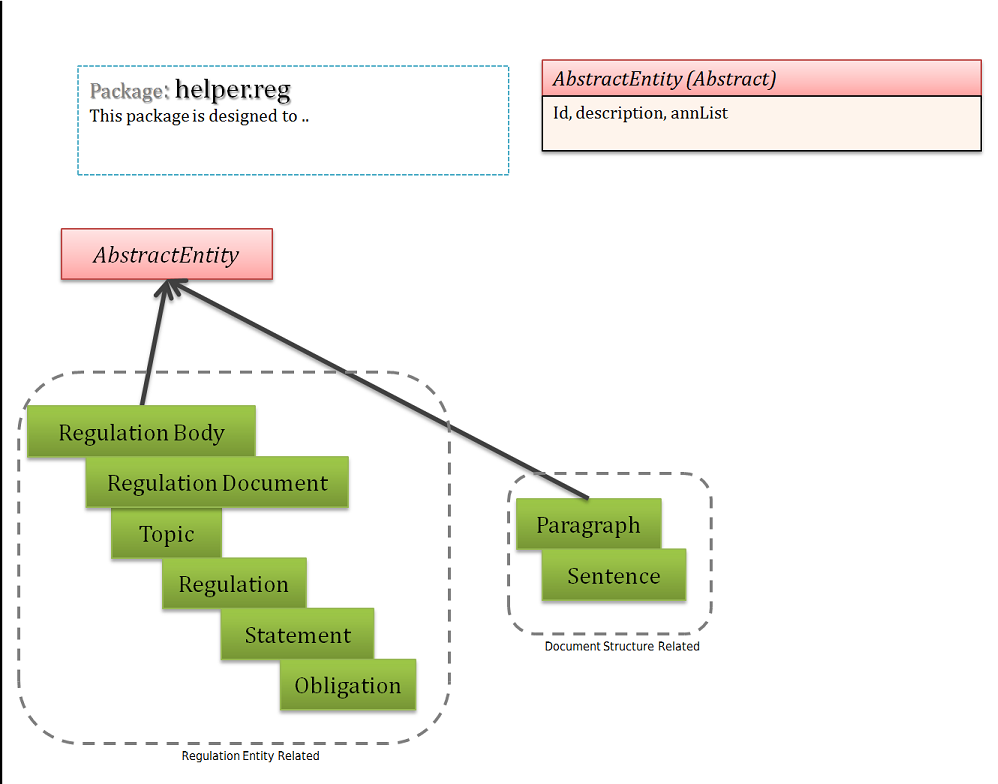 Package: helper.reg
This package is designed to ..
AbstractEntity (Abstract)
Id, description, annList
AbstractEntity
Regulation Body
Regulation Document
Topic
Regulation
Statement
Obligation
Regulation Entity Related
Paragraph
Sentence
Document Structure Related